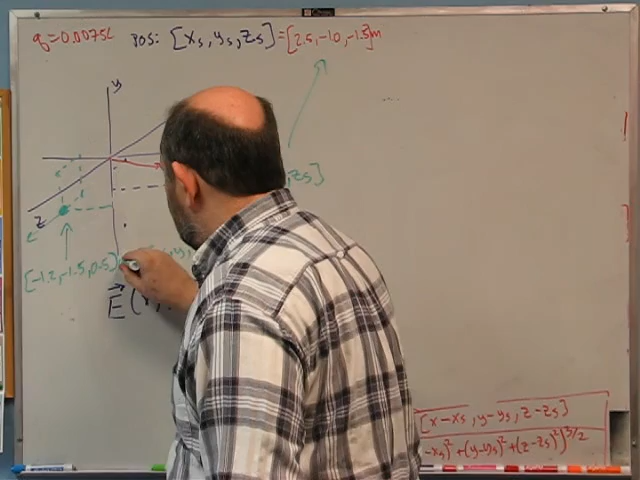 q=0.0075C pos: [xs,ys,zs]=[2.5,-1.0,-1.5]m
y
,zs]
z
e
[-1.2,-1.5,0.5]
E(
[x-xs,y-ys,z-zs]
-xs)²+(y-ys)²+(z-zs)²)3/2